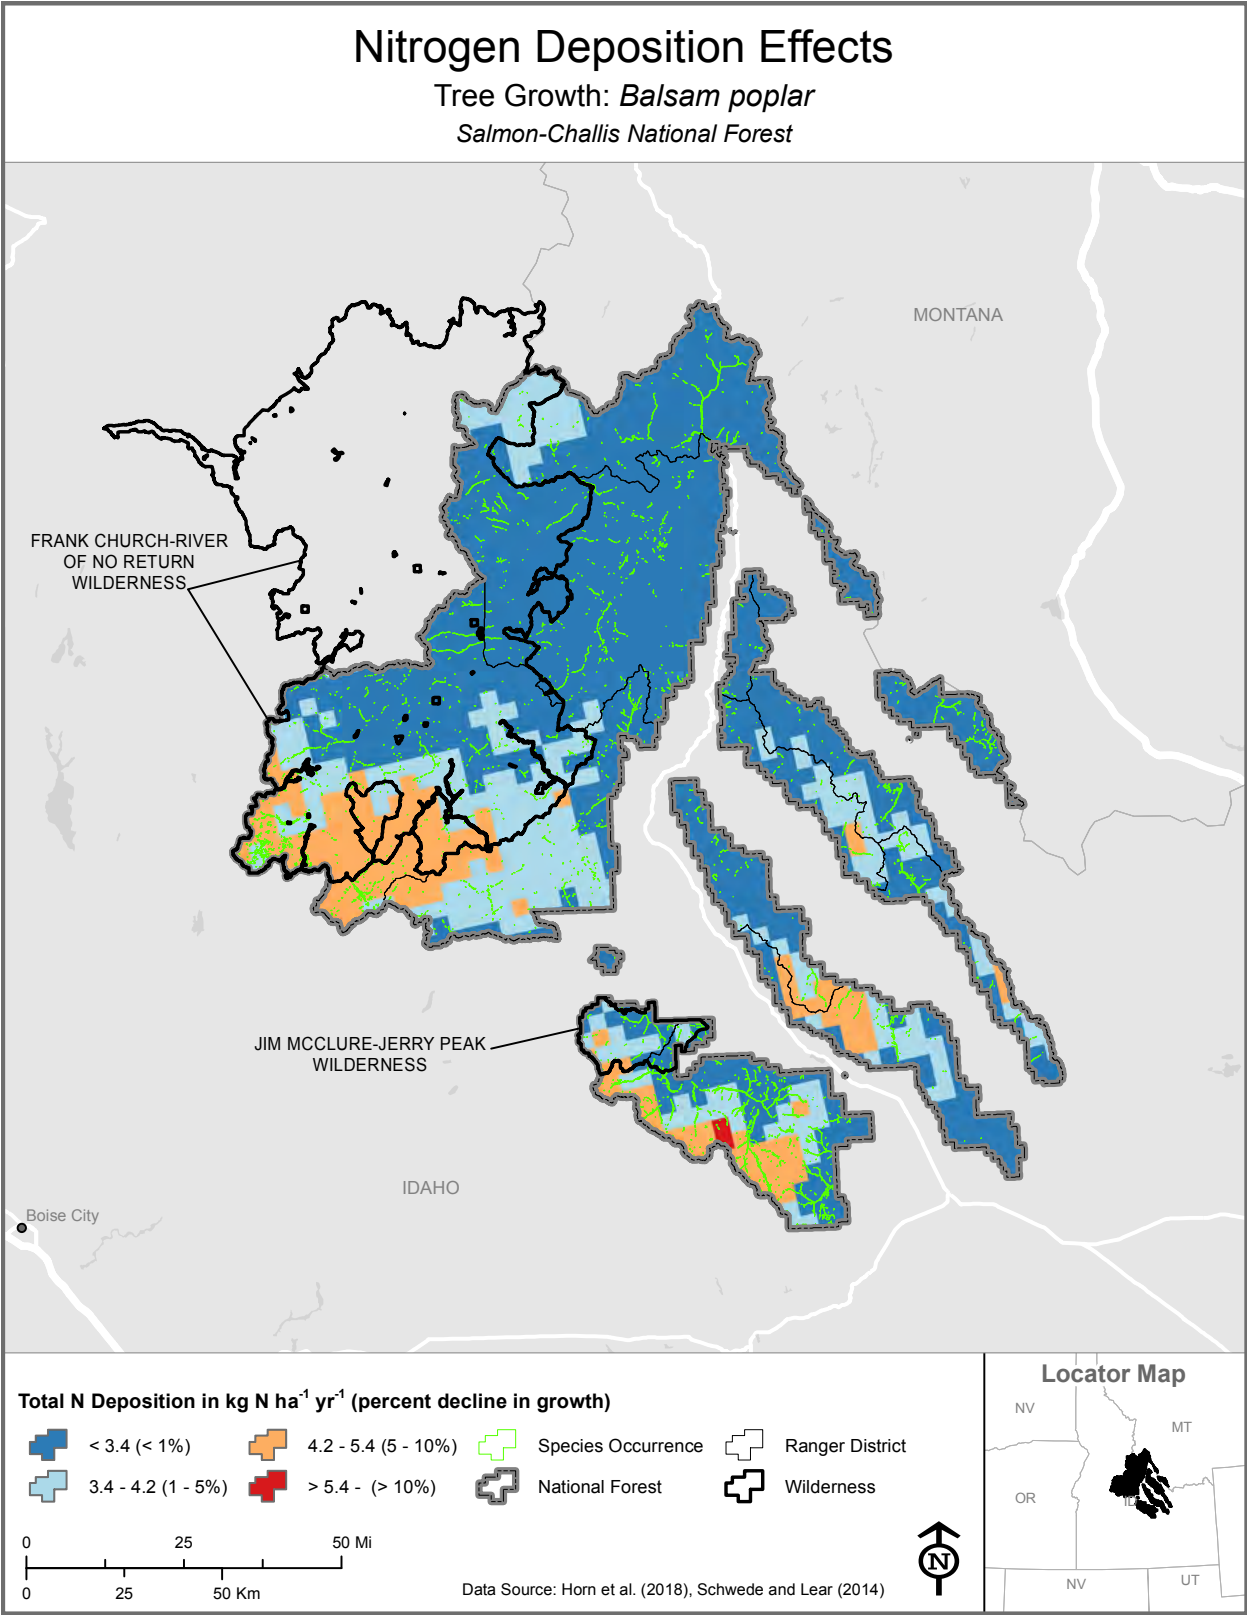 Nitrogen Deposition Effects
Tree Growth: Balsam poplar
Salmon-Challis National Forest
MONTANA
FRANK CHURCH-RIVER
OF NO RETURN
WILDERNESS
JIM MCCLURE-JERRY PEAK
WILDERNESS
IDAHO
Boise City
Total N Deposition in kg N ha-1 yr-1 (percent decline in growth)
< 3.4 (< 1%)
4.2 - 5.4 (5 - 10%)
Species Occurrence
Ranger District
3.4 - 4.2 (1 - 5%)
> 5.4 - (> 10%)
National Forest
Wilderness
0 25 50 Mi
0 25 50 Km
N
Data Source: Horn et al. (2018), Schwede and Lear (2014)
Locator Map
NV
MT
OR
ID
NV
UT